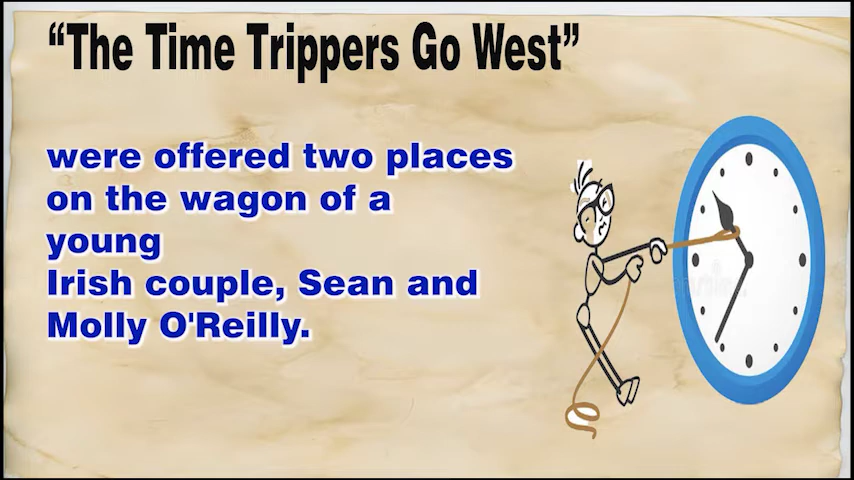 “The Time Trippers Go West”
were offered two places
on the wagon of a
young
Irish couple, Sean and
Molly O'Reilly.